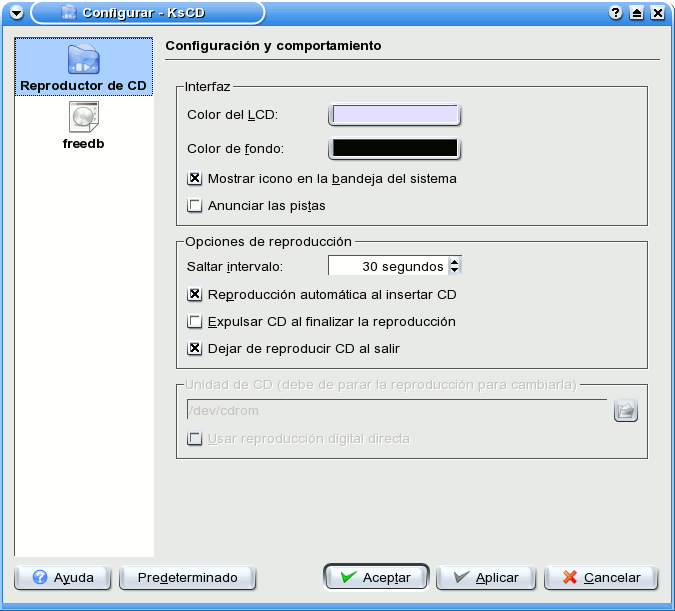 Configurar - KsCD
Reproductor de CD
freedb
Configuración y comportamiento
Interfaz
Color del LCD:
Color de fondo:
Mostrar icono en la bandeja del sistema
Anunciar las pistas
Opciones de reproducción
Saltar intervalo:
30 segundos
Reproducción automática al insertar CD
Expulsar CD al finalizar la reproducción
Dejar de reproducir CD al salir
Unidad de CD (debe de parar la reproducción para cambiarla)
/dev/cdrom
Usar reproducción digital directa
Ayuda
Predeterminado
Aceptar
Aplicar
Cancelar